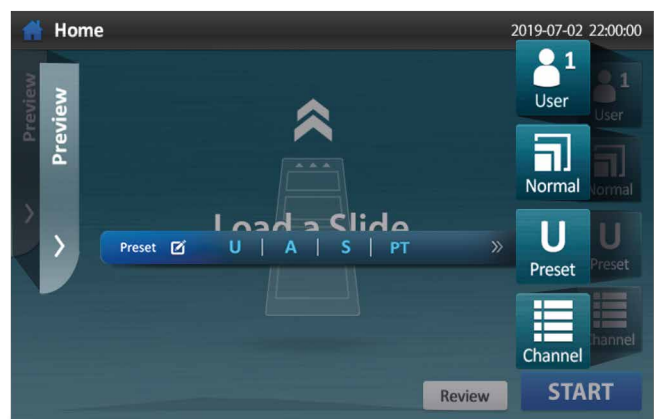 Home
2019-07-02 22:00:00
Preview
Preview
1
User
1
User
Normal
Normal
Load a Slide
Preset
U | A | S | PT
»
U
Preset
U
Preset
Channel
Channel
Review
START